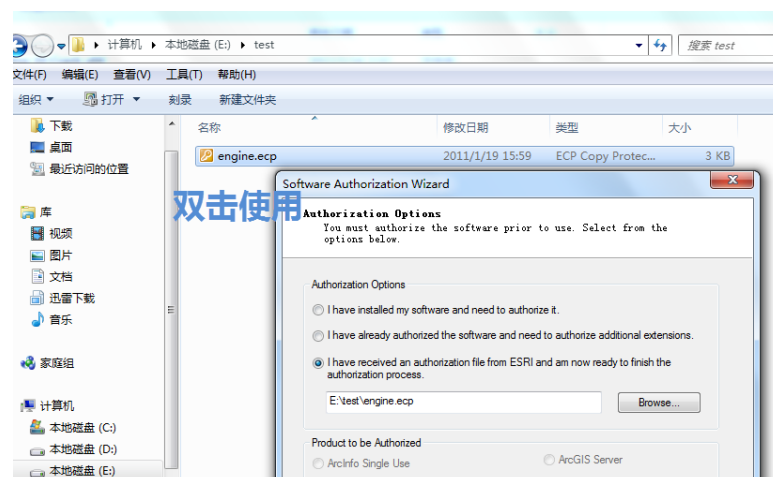 计算机 本地磁盘 (E:) test 搜索 test
文件(F) 编辑(E) 查看(V) 工具(T) 帮助(H)
组织 打开 刻录 新建文件夹
下载
桌面
最近访问的位置
库
视频
图片
文档
迅雷下载
音乐
家庭组
计算机
本地磁盘 (C:)
本地磁盘 (D:)
本地磁盘 (E:)
名称 修改日期 类型 大小
engine.ecp 2011/1/19 15:59 ECP Copy Protec... 3 KB
双击使用
Software Authorization Wizard
Authorization Options
You must authorize the software prior to use. Select from the
options below.
Authorization Options
I have installed my software and need to authorize it.
I have already authorized the software and need to authorize additional extensions.
I have received an authorization file from ESRI and am now ready to finish the
authorization process.
E:\test\engine.ecp Browse...
Product to be Authorized
ArcInfo Single Use ArcGIS Server